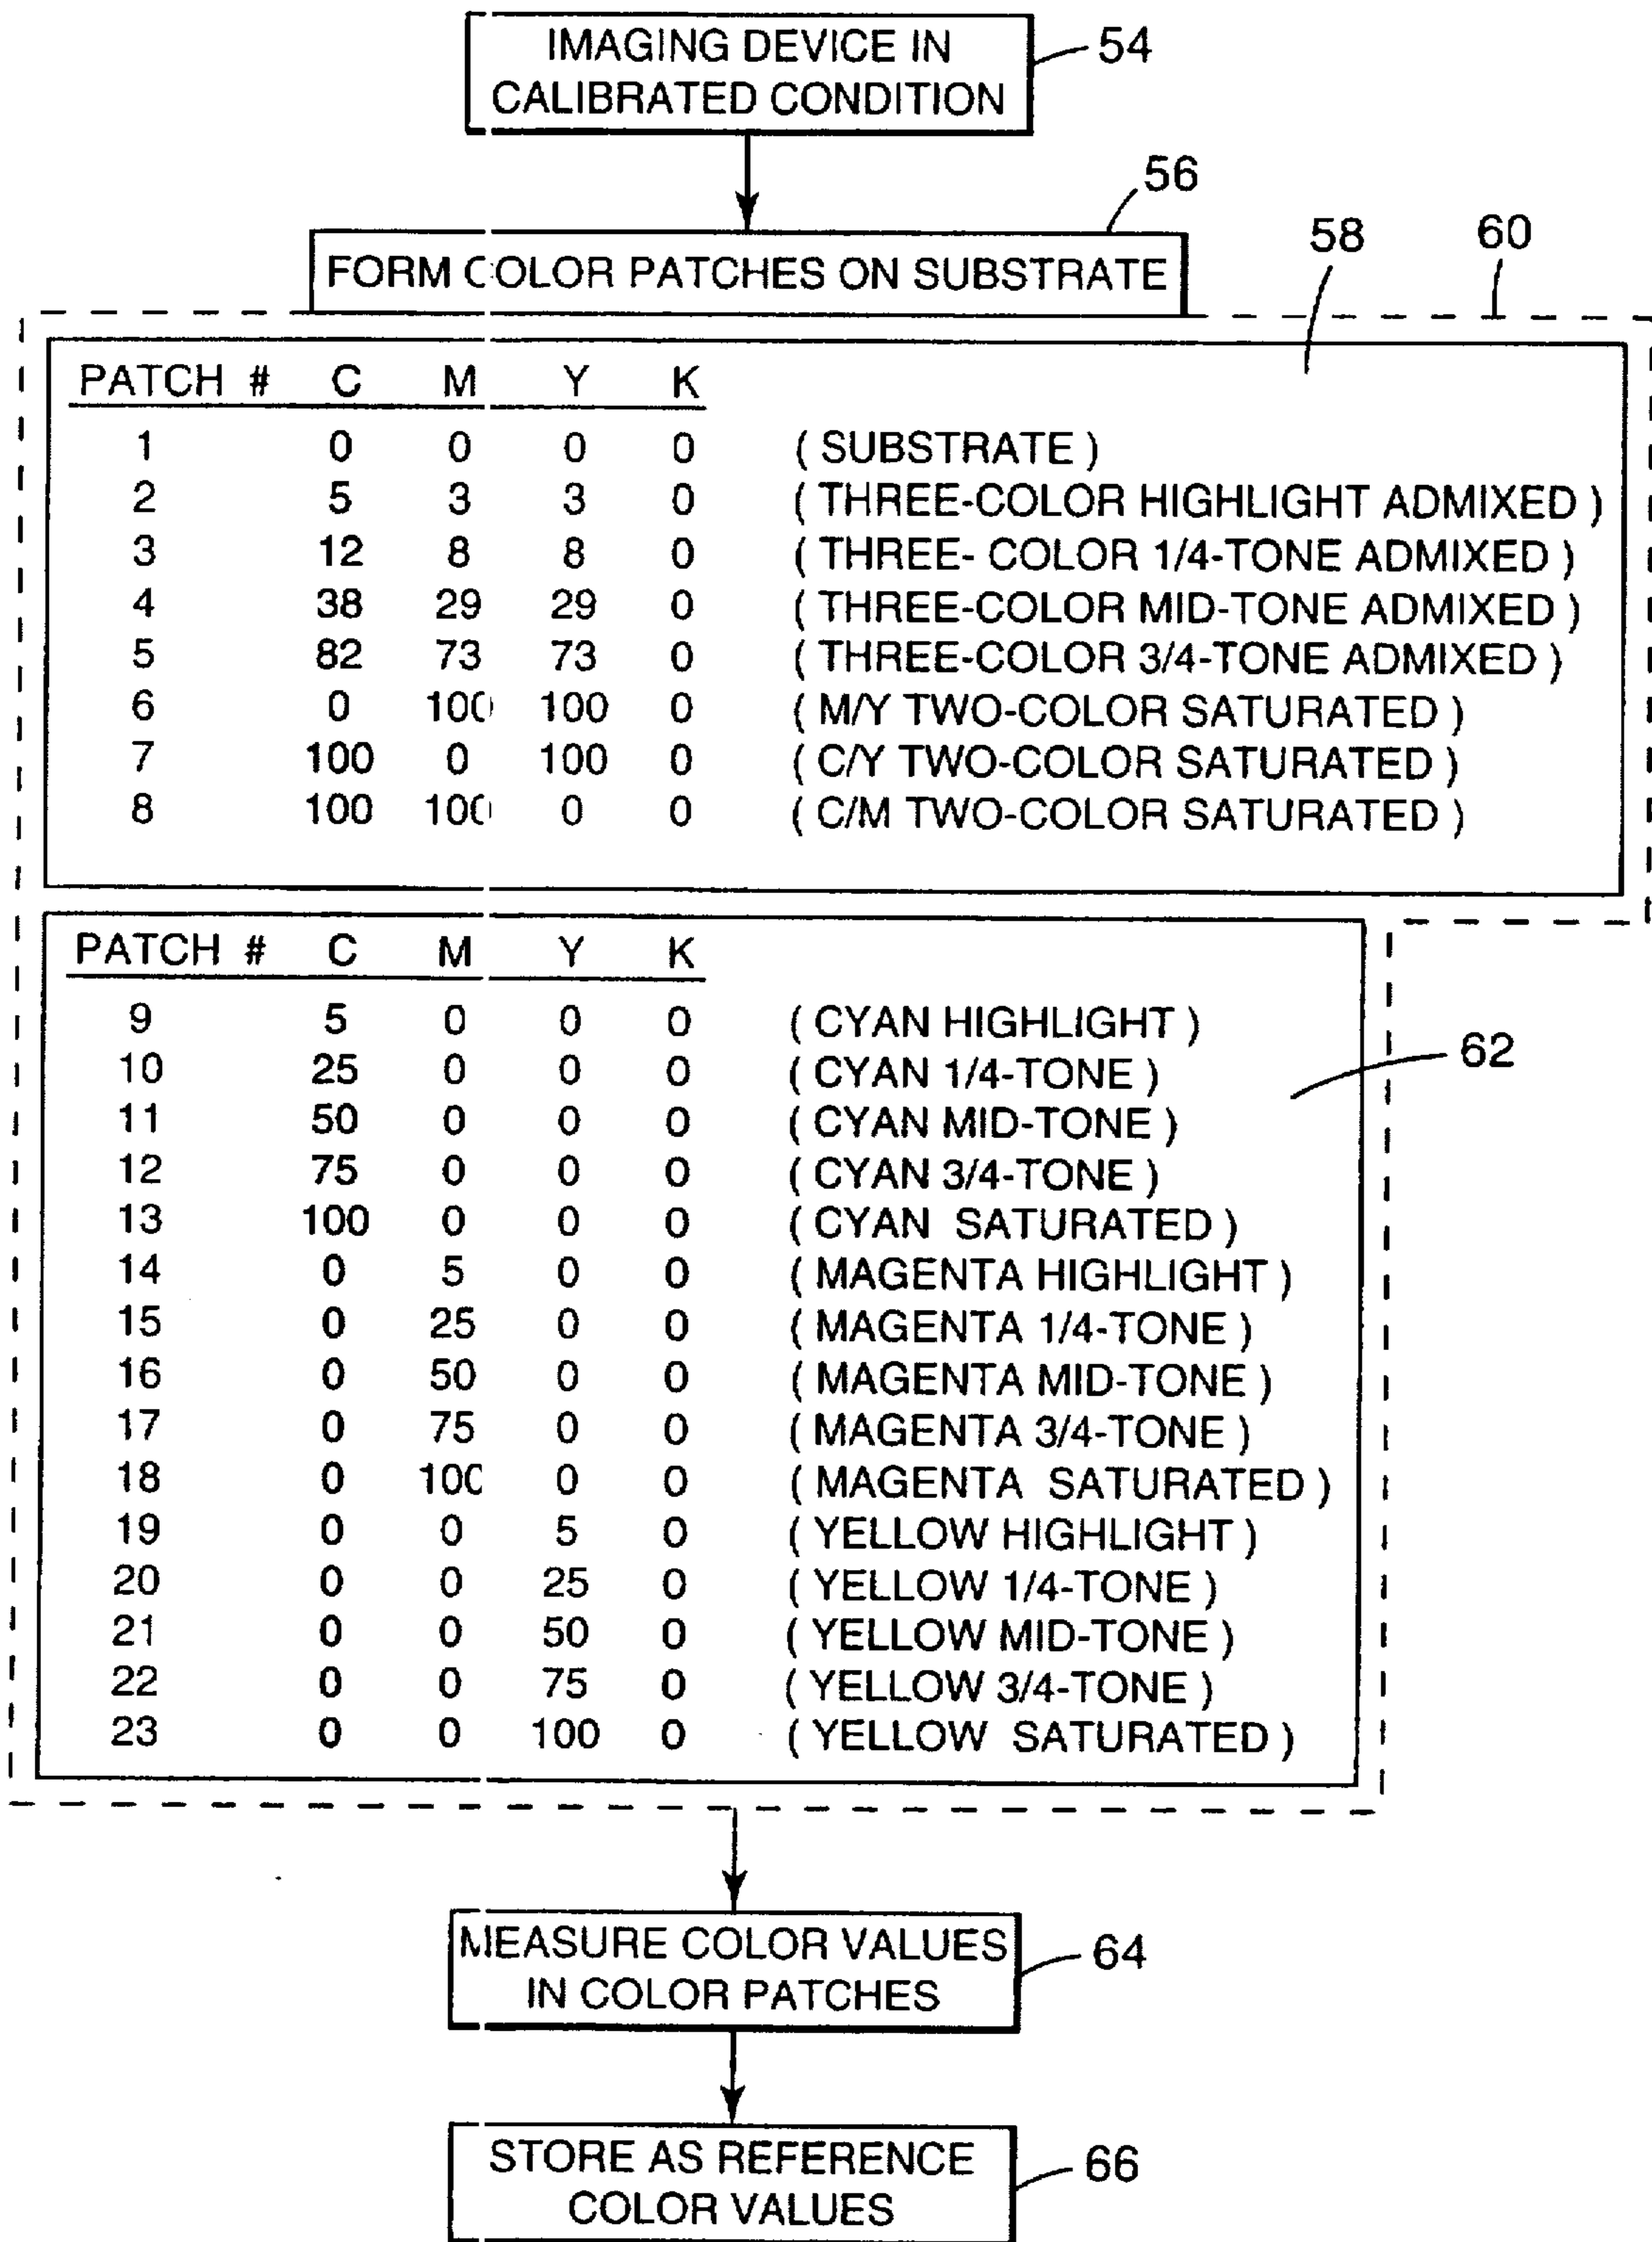 IMAGING DEVICE IN
CALIBRATED CONDITION
54
56
FORM COLOR PATCHES ON SUBSTRATE
58
60
PATCH # C M Y K
1 0 0 0 0 ( SUBSTRATE )
2 5 3 3 0 ( THREE-COLOR HIGHLIGHT ADMIXED )
3 12 8 8 0 ( THREE- COLOR 1/4-TONE ADMIXED )
4 38 29 29 0 ( THREE-COLOR MID-TONE ADMIXED )
5 82 73 73 0 ( THREE-COLOR 3/4-TONE ADMIXED )
6 0 100 100 0 ( M/Y TWO-COLOR SATURATED )
7 100 0 100 0 ( C/Y TWO-COLOR SATURATED )
8 100 100 0 0 ( C/M TWO-COLOR SATURATED )
PATCH # C M Y K
9 5 0 0 0 ( CYAN HIGHLIGHT )
10 25 0 0 0 ( CYAN 1/4-TONE )
11 50 0 0 0 ( CYAN MID-TONE )
12 75 0 0 0 ( CYAN 3/4-TONE )
13 100 0 0 0 ( CYAN SATURATED )
14 0 5 0 0 ( MAGENTA HIGHLIGHT )
15 0 25 0 0 ( MAGENTA 1/4-TONE )
16 0 50 0 0 ( MAGENTA MID-TONE )
17 0 75 0 0 ( MAGENTA 3/4-TONE )
18 0 100 0 0 ( MAGENTA SATURATED )
19 0 0 5 0 ( YELLOW HIGHLIGHT )
20 0 0 25 0 ( YELLOW 1/4-TONE )
21 0 0 50 0 ( YELLOW MID-TONE )
22 0 0 75 0 ( YELLOW 3/4-TONE )
23 0 0 100 0 ( YELLOW SATURATED )
62
MEASURE COLOR VALUES
IN COLOR PATCHES
64
STORE AS REFERENCE
COLOR VALUES
66